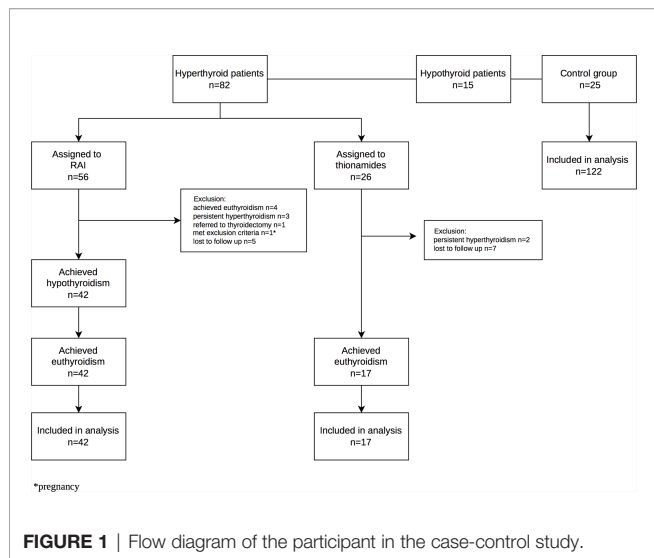 Hyperthyroid patients
n=82
Hypothyroid patients
n=15
Control group
n=25
Assigned to
RAI
n=56
Assigned to
thionamides
n=26
Included in analysis
n=122
Exclusion:
achieved euthyroidism n=4
persistent hyperthyroidism n=3
referred to thyroidectomy n=1
met exclusion criteria n=1*
lost to follow up n=5
Exclusion:
persistent hyperthyroidism n=2
lost to follow up n=7
Achieved
hypothyroidism
n=42
Achieved
euthyroidism
n=42
Achieved
euthyroidism
n=17
Included in analysis
n=42
Included in analysis
n=17
*pregnancy
FIGURE 1 | Flow diagram of the participant in the case-control study.